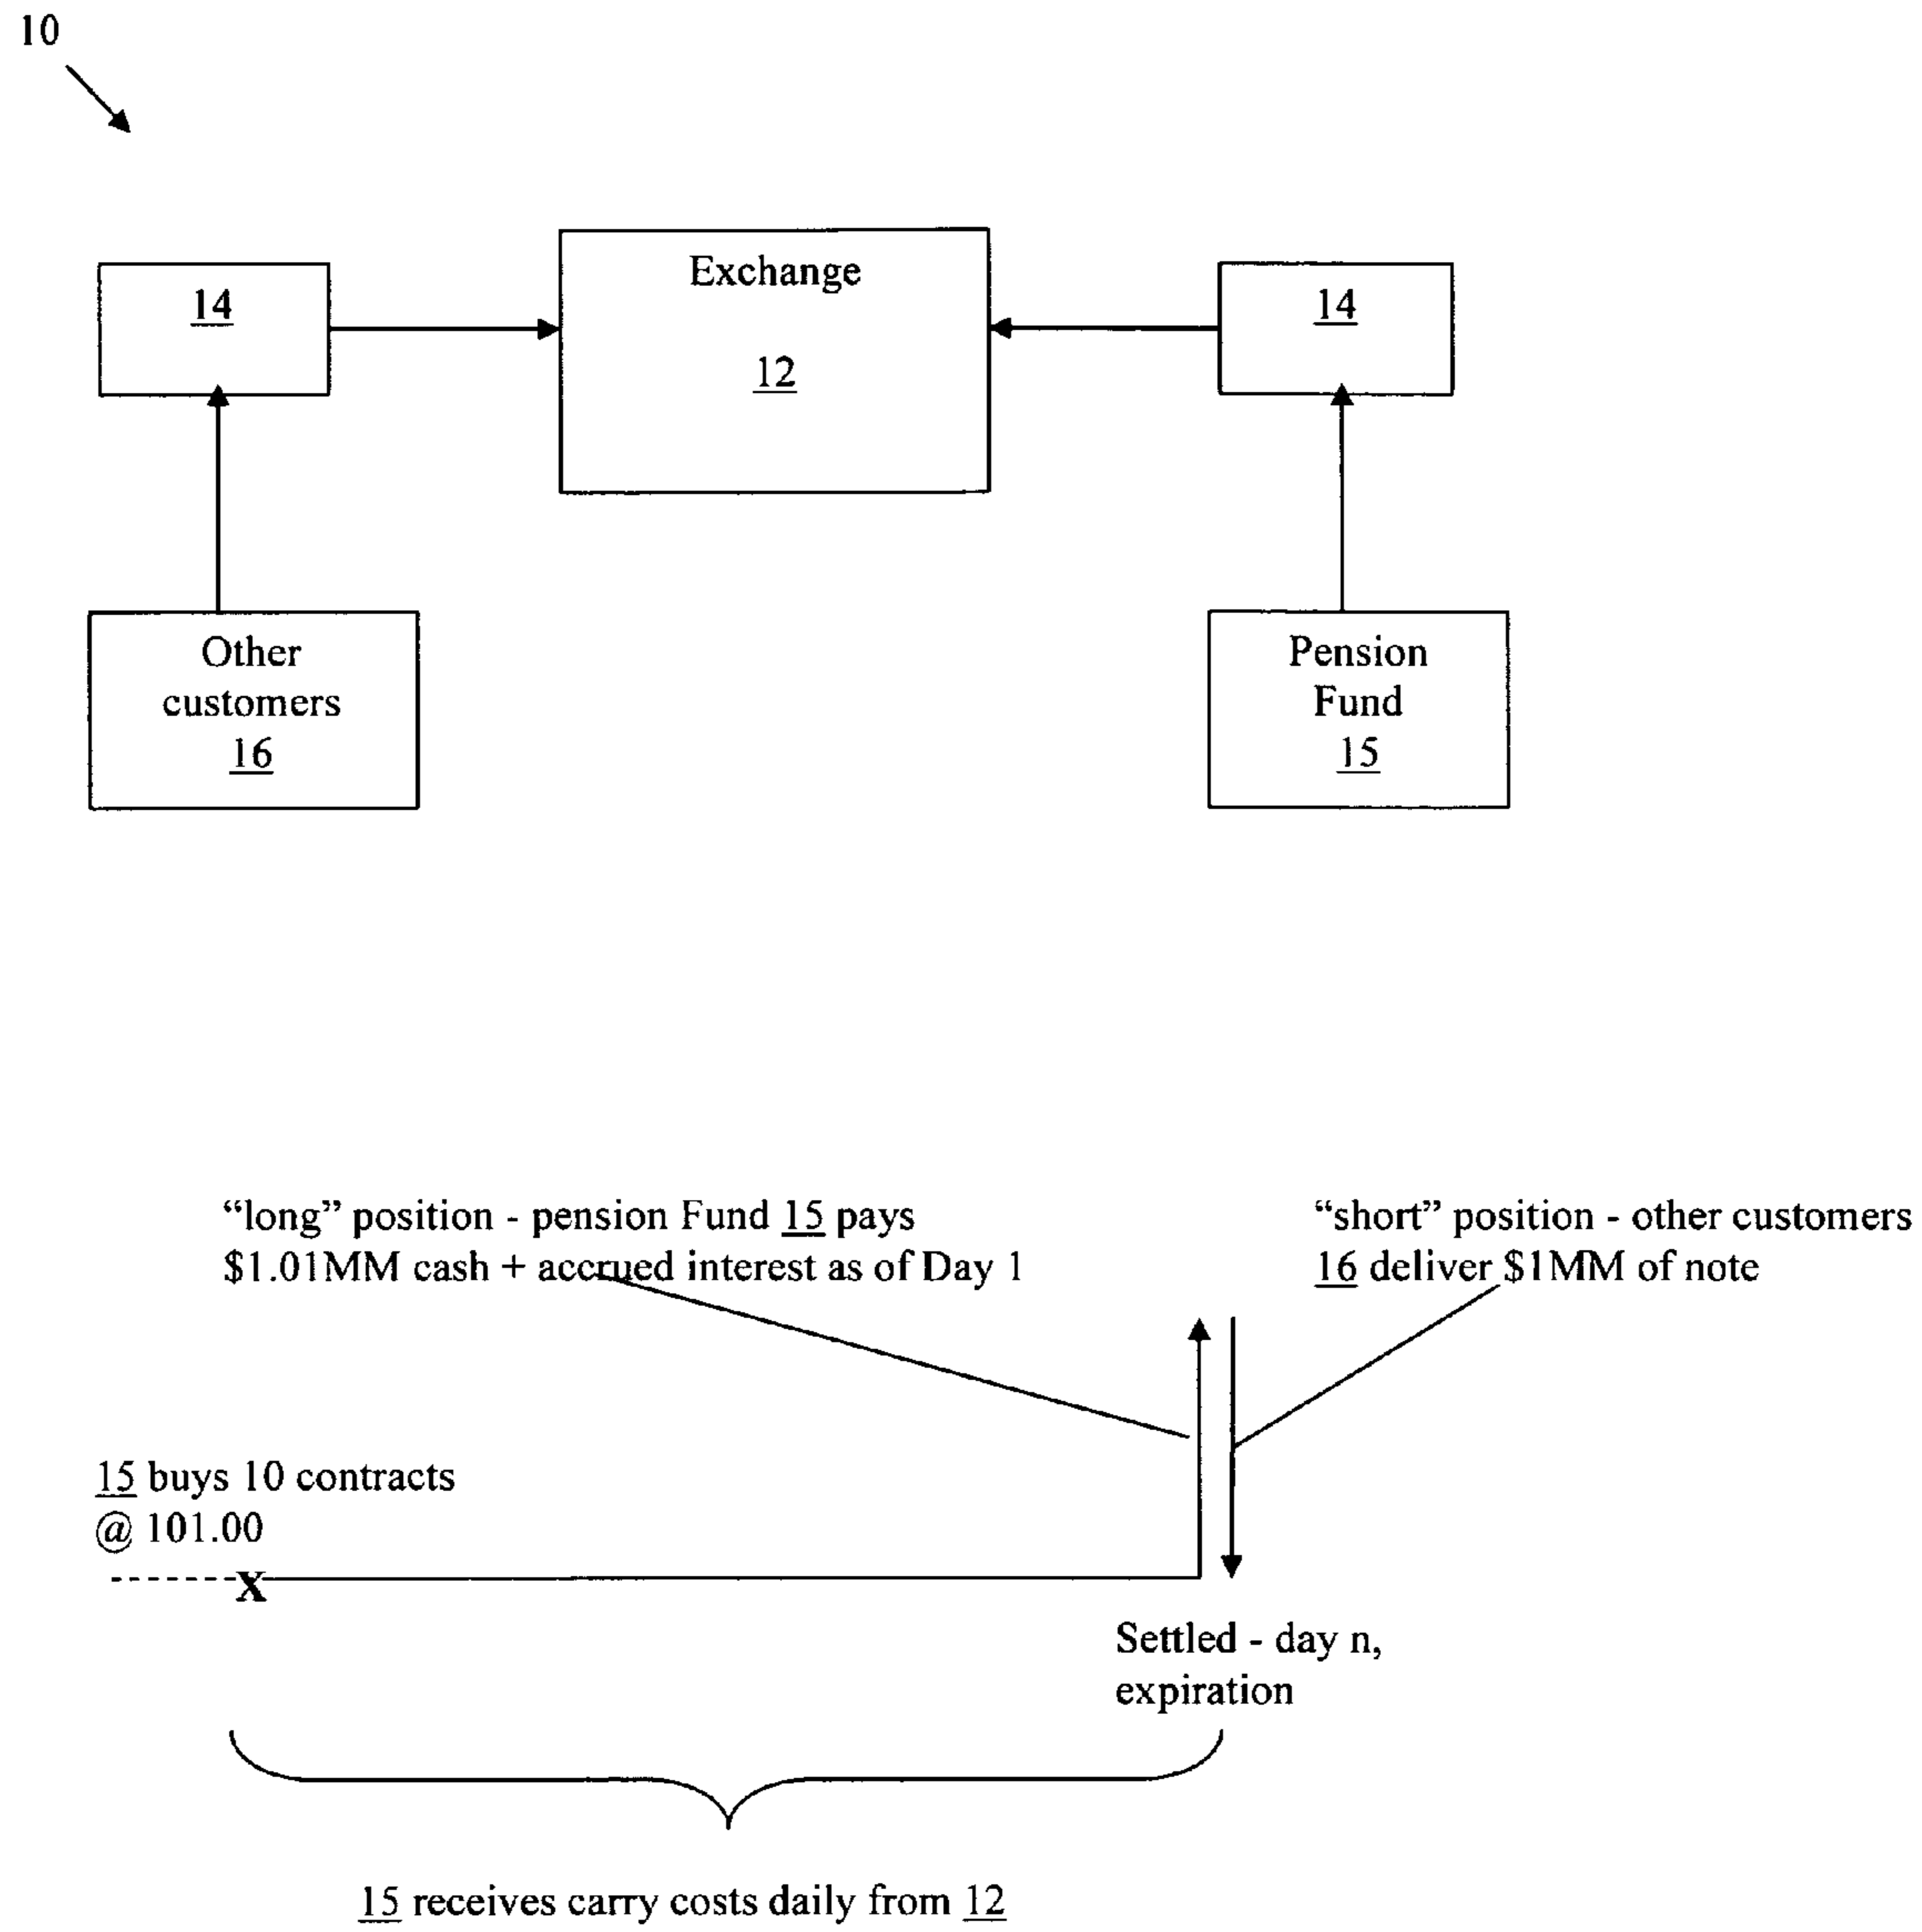 10
Exchange
14
14
12
Other
customers
16
Pension
Fund
15
“long” position - pension Fund 15 pays
$1.01MM cash + accrued interest as of Day 1
“short” position - other customers
16 deliver $1MM of note
15 buys 10 contracts
@ 101.00
X
Settled - day n,
expiration
15 receives carry costs daily from 12